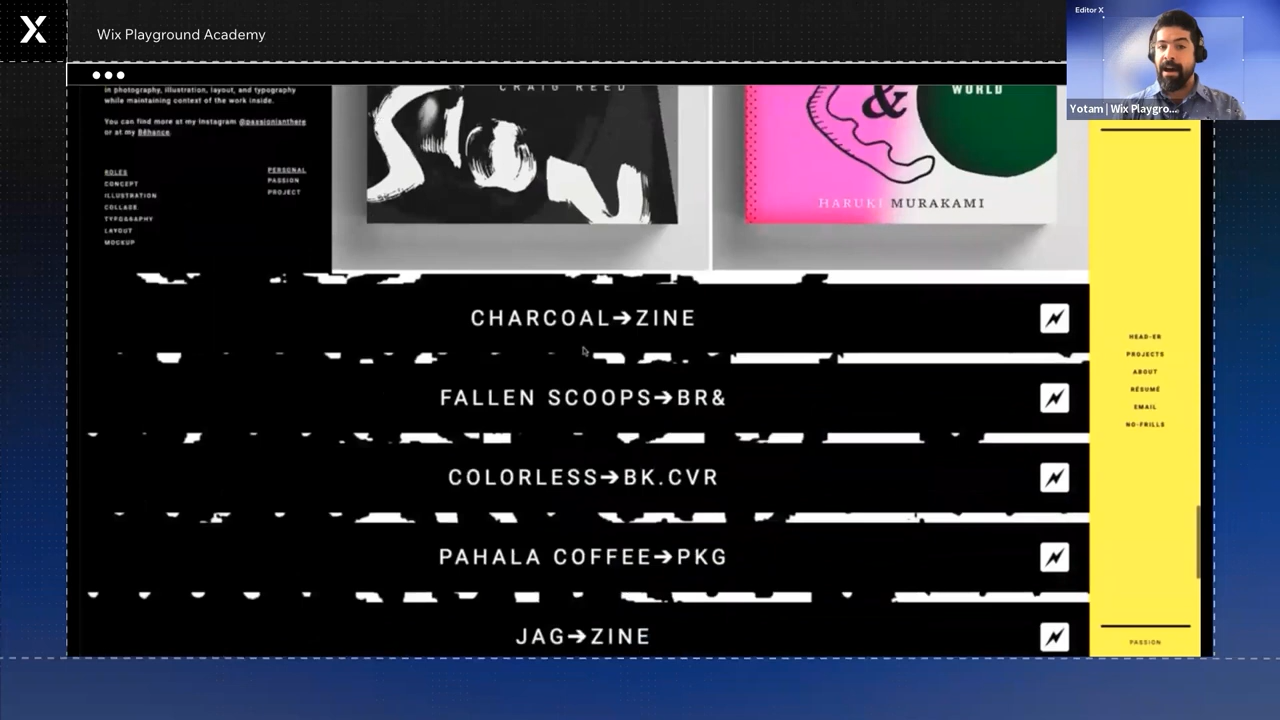 Wix Playground Academy
Editor X
Yotam | Wix Playgro...
in photography, illustration, layout, and typography
while maintaining context of the work inside.
You can find more at my Instagram @passionianthere
or at my Bēhance.
ROLES
CONCEPT
ILLUSTRATION
COLLAGE
TYPOGRAPHY
LAYOUT
MOCKUP
PERSONAL
PASSION
PROJECT
CRAIG REED
&
WORLD
HARUKI MURAKAMI
CHARCOAL➔ZINE
FALLEN SCOOPS➔BR&
COLORLESS➔BK.CVR
PAHALA COFFEE➔PKG
JAG➔ZINE
HEAD-ER
PROJECTS
ABOUT
RÉSUMÉ
EMAIL
NO-FRILLS
PASSION